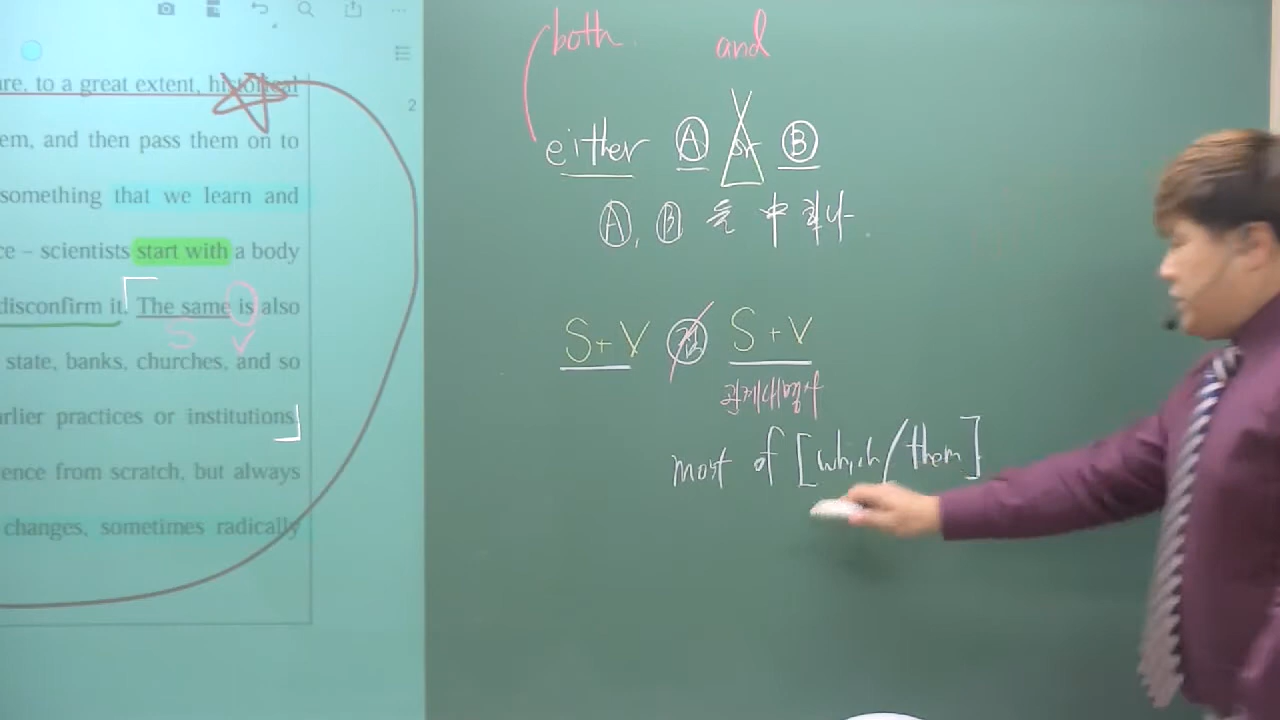 are, to a great extent, historical
em, and then pass them on to
something that we learn and
ce – scientists start with a body
disconfirm it. The same is also
S V
state, banks, churches, and so
rlier practices or institutions.
ence from scratch, but always
changes, sometimes radically
2
both and
either A or B
A, B 둘 中 하나
S+V 접 S+V
관계대명사
most of [which/them]